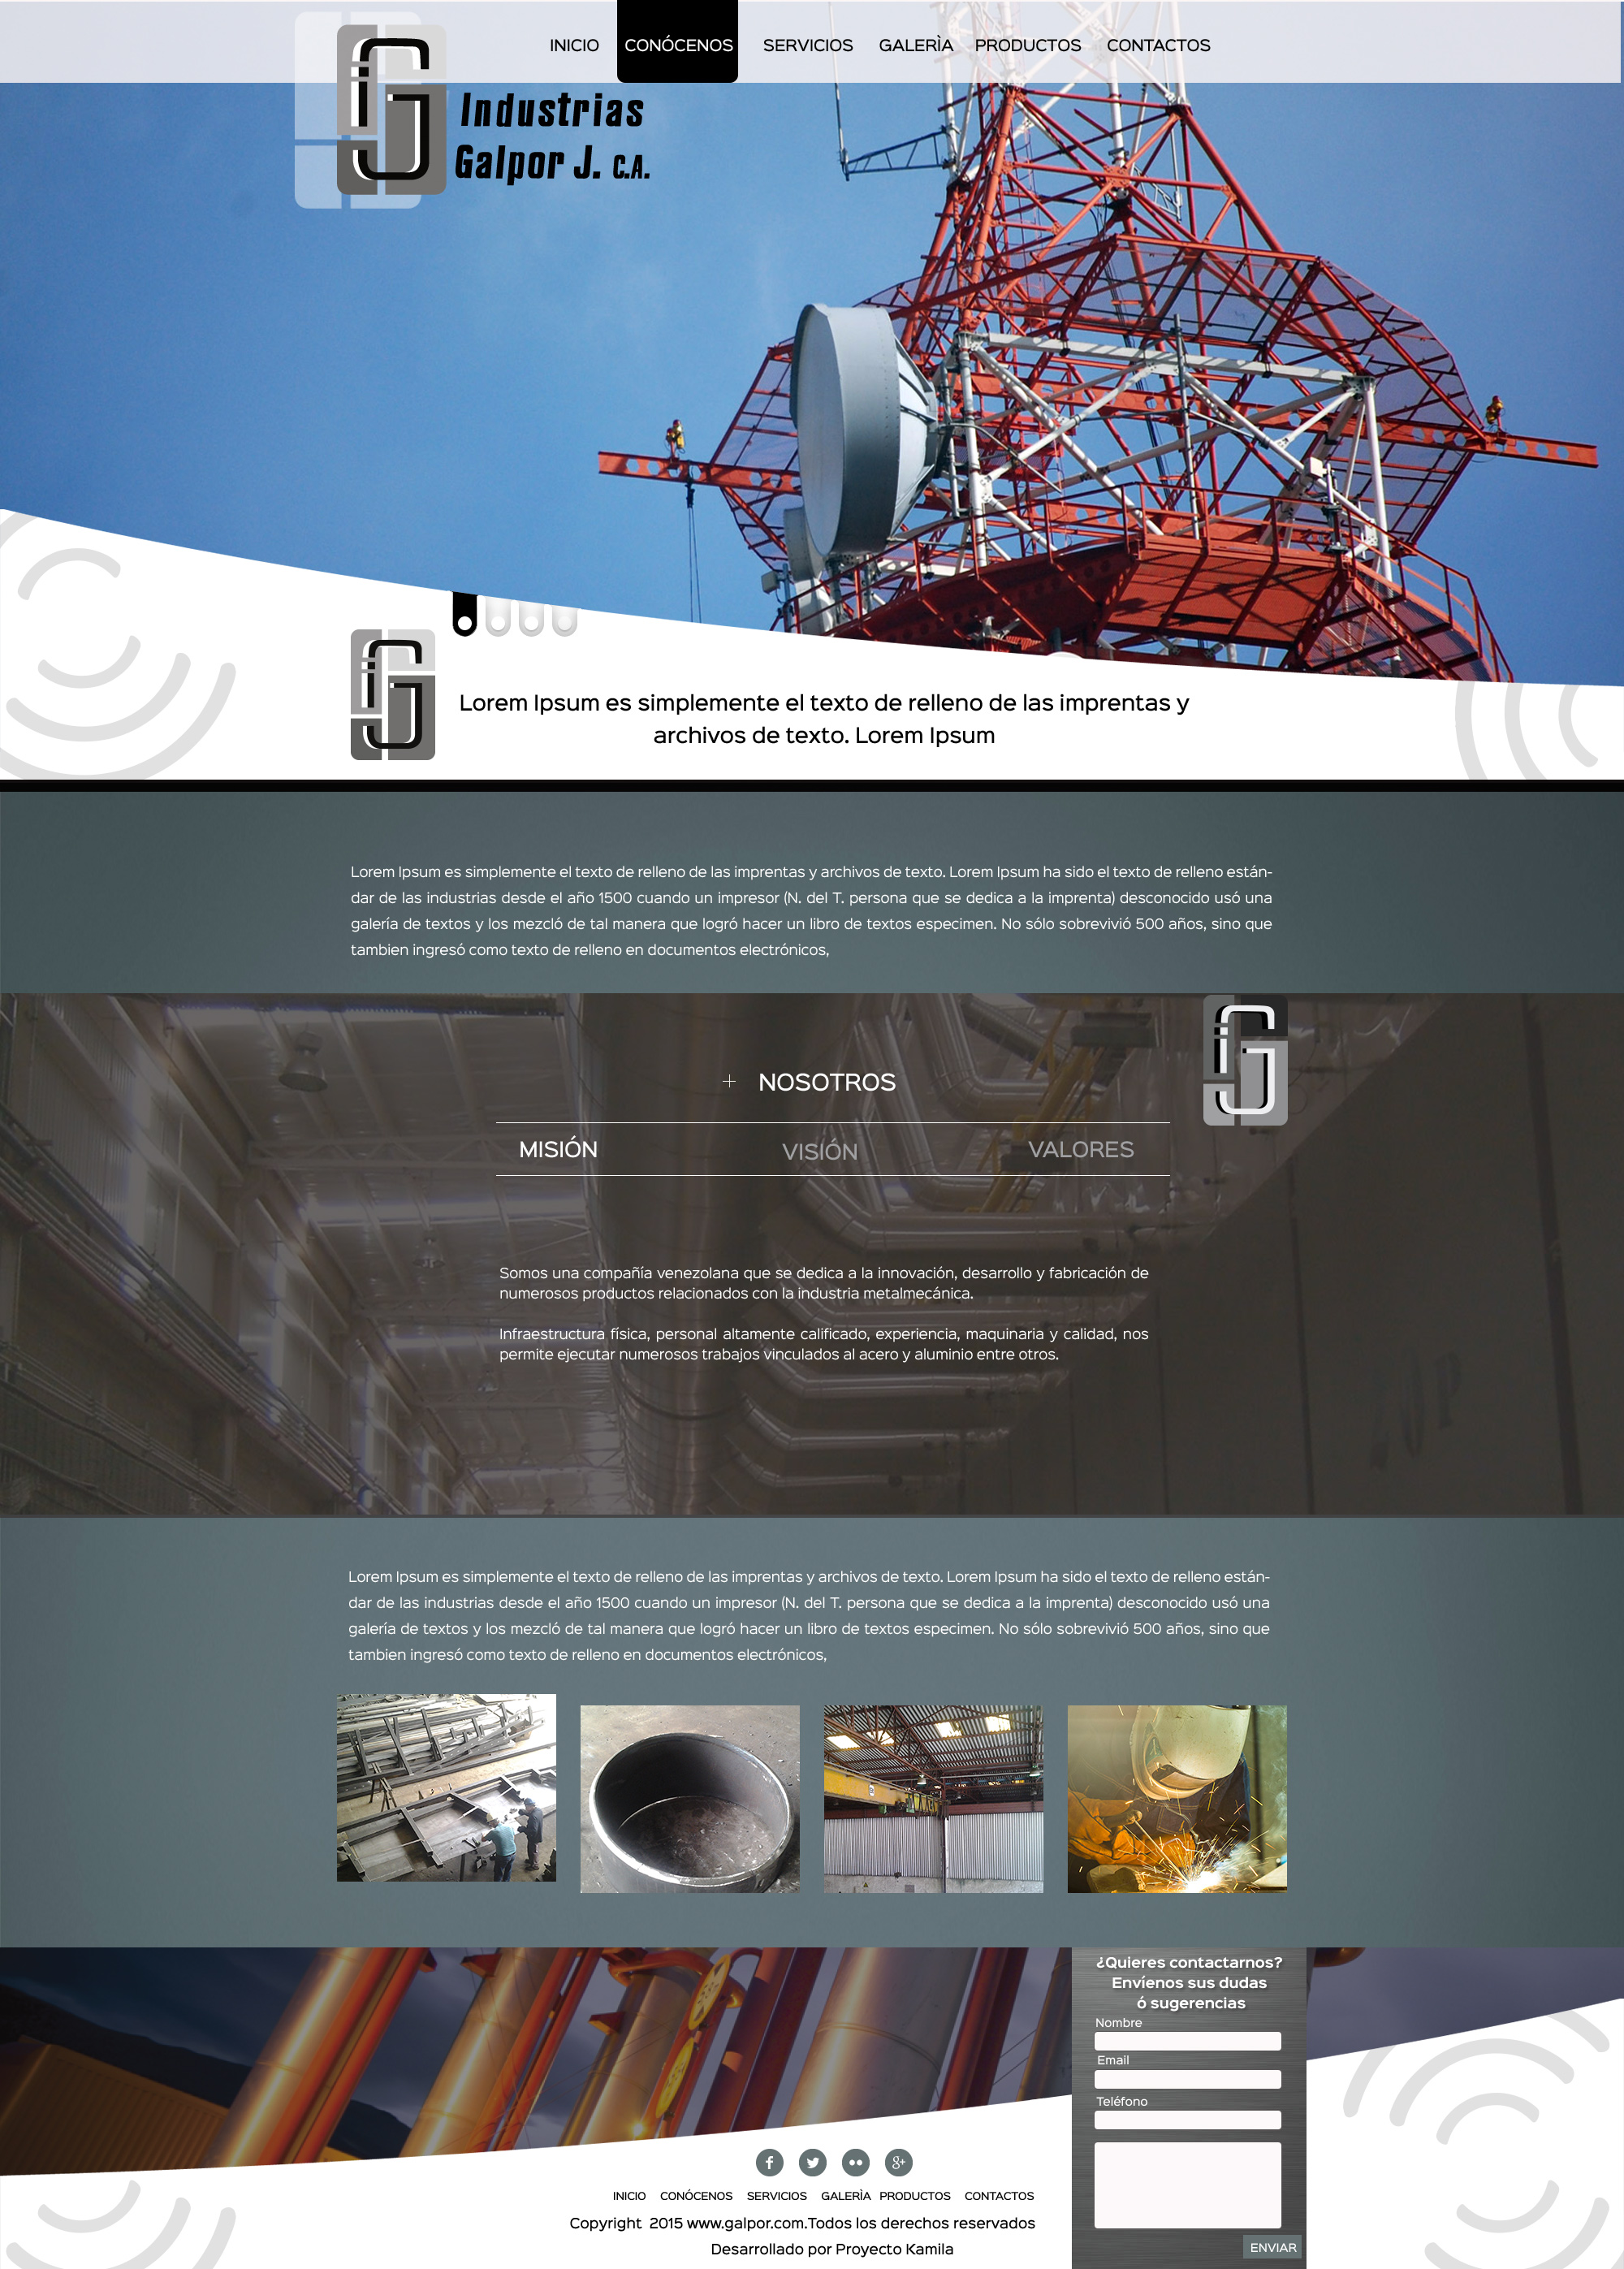 INICIO CONÓCENOS SERVICIOS GALERÌA PRODUCTOS CONTACTOS
Industrias
Galpor J. C.A.
Lorem Ipsum es simplemente el texto de relleno de las imprentas y
archivos de texto. Lorem Ipsum
Lorem Ipsum es simplemente el texto de relleno de las imprentas y archivos de texto. Lorem Ipsum ha sido el texto de relleno están-
dar de las industrias desde el año 1500 cuando un impresor (N. del T. persona que se dedica a la imprenta) desconocido usó una
galería de textos y los mezcló de tal manera que logró hacer un libro de textos especimen. No sólo sobrevivió 500 años, sino que
tambien ingresó como texto de relleno en documentos electrónicos,
+ NOSOTROS
MISIÓN VISIÓN VALORES
Somos una compañía venezolana que se dedica a la innovación, desarrollo y fabricación de
numerosos productos relacionados con la industria metalmecánica.
Infraestructura física, personal altamente calificado, experiencia, maquinaria y calidad, nos
permite ejecutar numerosos trabajos vinculados al acero y aluminio entre otros.
Lorem Ipsum es simplemente el texto de relleno de las imprentas y archivos de texto. Lorem Ipsum ha sido el texto de relleno están-
dar de las industrias desde el año 1500 cuando un impresor (N. del T. persona que se dedica a la imprenta) desconocido usó una
galería de textos y los mezcló de tal manera que logró hacer un libro de textos especimen. No sólo sobrevivió 500 años, sino que
tambien ingresó como texto de relleno en documentos electrónicos,
¿Quieres contactarnos?
Envíenos sus dudas
ó sugerencias
Nombre
Email
Teléfono
ENVIAR
INICIO CONÓCENOS SERVICIOS GALERÌA PRODUCTOS CONTACTOS
Copyright 2015 www.galpor.com.Todos los derechos reservados
Desarrollado por Proyecto Kamila